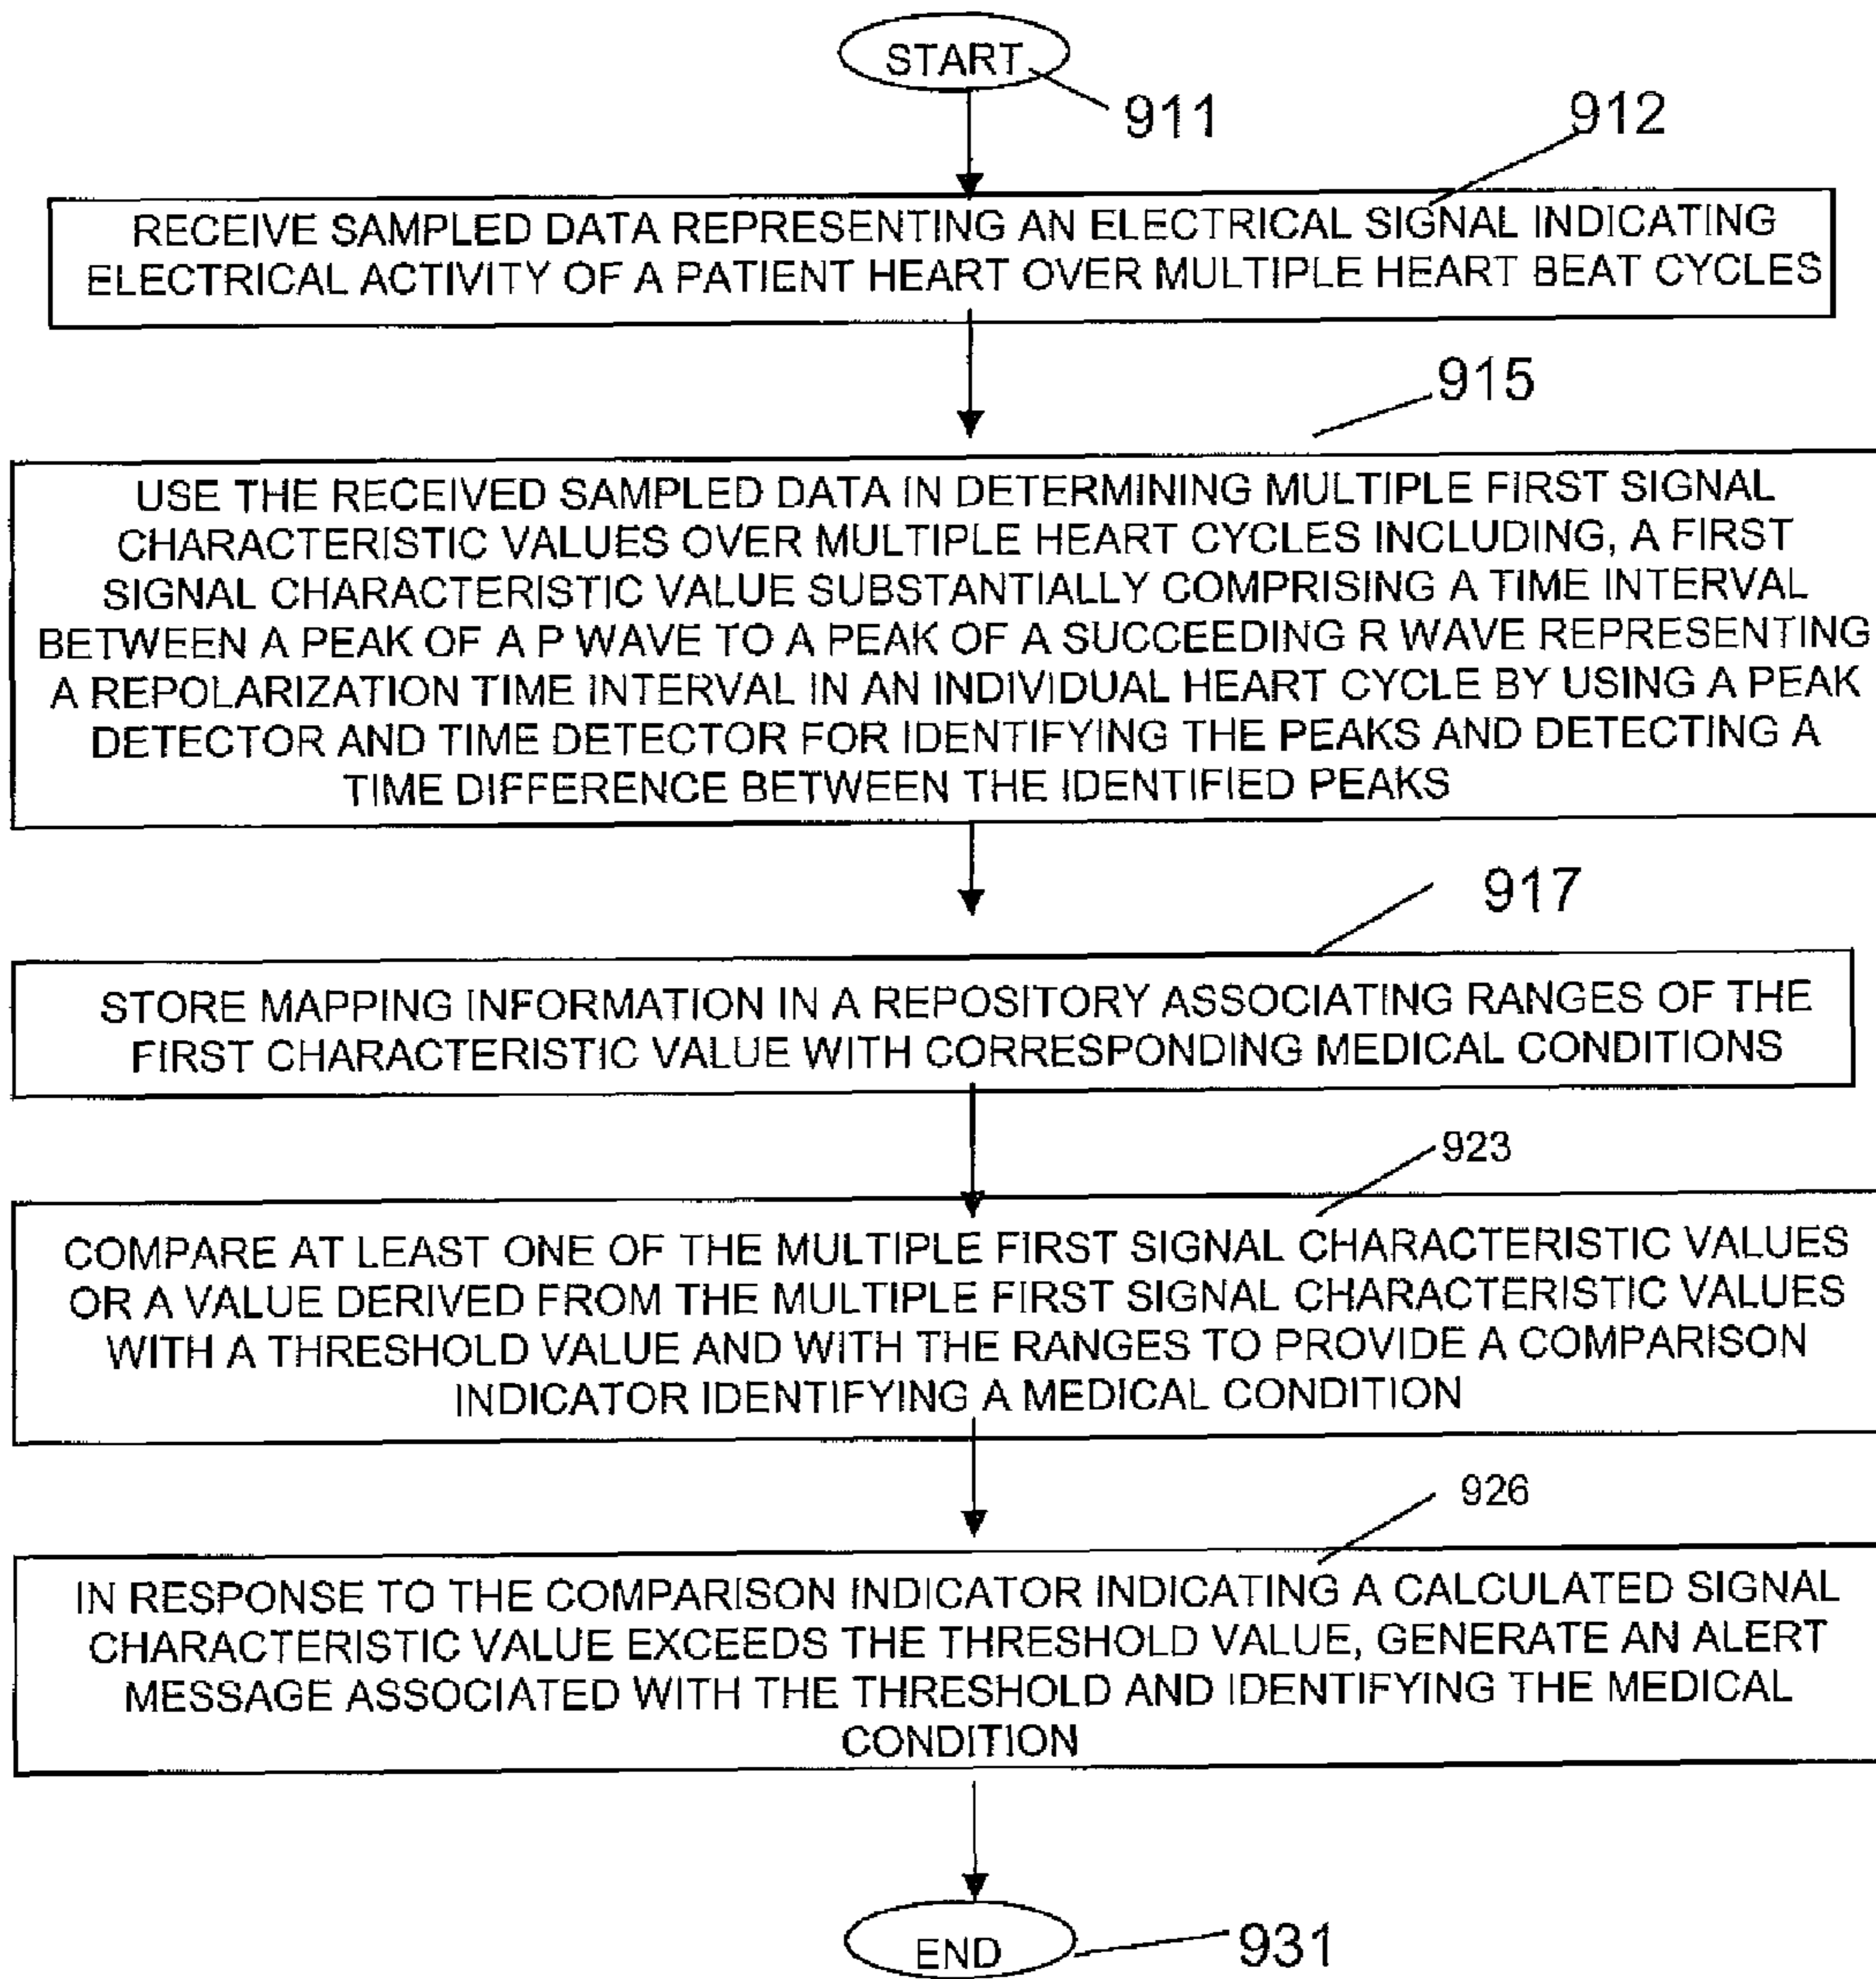 START
911
912
RECEIVE SAMPLED DATA REPRESENTING AN ELECTRICAL SIGNAL INDICATING
ELECTRICAL ACTIVITY OF A PATIENT HEART OVER MULTIPLE HEART BEAT CYCLES
915
USE THE RECEIVED SAMPLED DATA IN DETERMINING MULTIPLE FIRST SIGNAL
CHARACTERISTIC VALUES OVER MULTIPLE HEART CYCLES INCLUDING, A FIRST
SIGNAL CHARACTERISTIC VALUE SUBSTANTIALLY COMPRISING A TIME INTERVAL
BETWEEN A PEAK OF A P WAVE TO A PEAK OF A SUCCEEDING R WAVE REPRESENTING
A REPOLARIZATION TIME INTERVAL IN AN INDIVIDUAL HEART CYCLE BY USING A PEAK
DETECTOR AND TIME DETECTOR FOR IDENTIFYING THE PEAKS AND DETECTING A
TIME DIFFERENCE BETWEEN THE IDENTIFIED PEAKS
917
STORE MAPPING INFORMATION IN A REPOSITORY ASSOCIATING RANGES OF THE
FIRST CHARACTERISTIC VALUE WITH CORRESPONDING MEDICAL CONDITIONS
923
COMPARE AT LEAST ONE OF THE MULTIPLE FIRST SIGNAL CHARACTERISTIC VALUES
OR A VALUE DERIVED FROM THE MULTIPLE FIRST SIGNAL CHARACTERISTIC VALUES
WITH A THRESHOLD VALUE AND WITH THE RANGES TO PROVIDE A COMPARISON
INDICATOR IDENTIFYING A MEDICAL CONDITION
926
IN RESPONSE TO THE COMPARISON INDICATOR INDICATING A CALCULATED SIGNAL
CHARACTERISTIC VALUE EXCEEDS THE THRESHOLD VALUE, GENERATE AN ALERT
MESSAGE ASSOCIATED WITH THE THRESHOLD AND IDENTIFYING THE MEDICAL
CONDITION
END
931